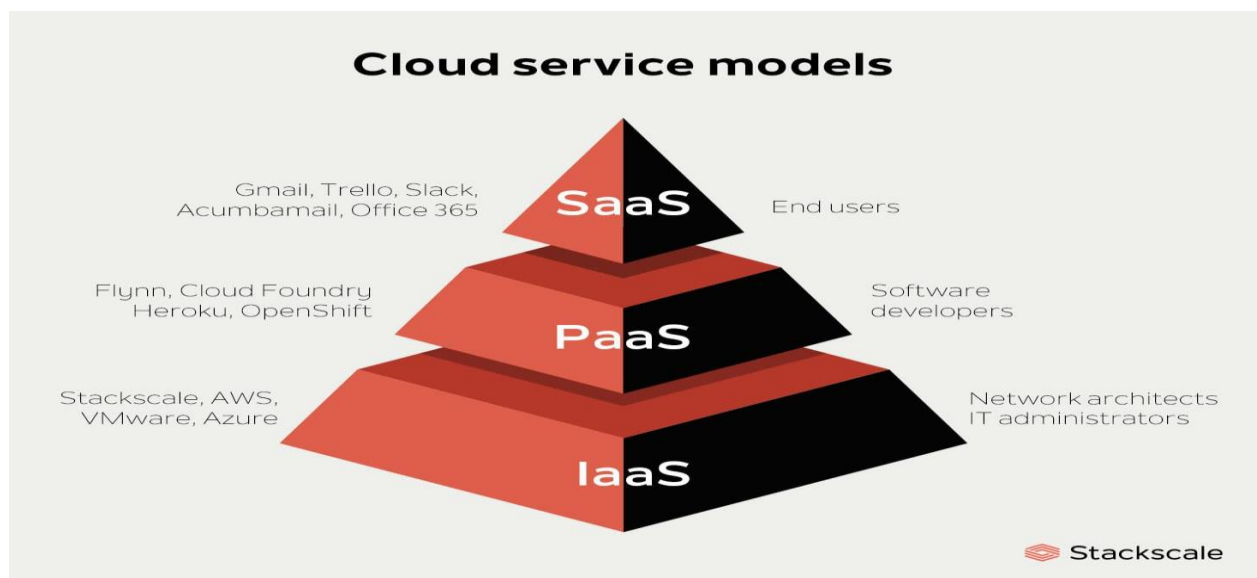 Cloud service models
Gmail, Trello, Slack,
Acumbamail, Office 365
SaaS
End users
Flynn, Cloud Foundry
Heroku, OpenShift
PaaS
Software
developers
Stackscale, AWS,
VMware, Azure
IaaS
Network architects
IT administrators
Stackscale